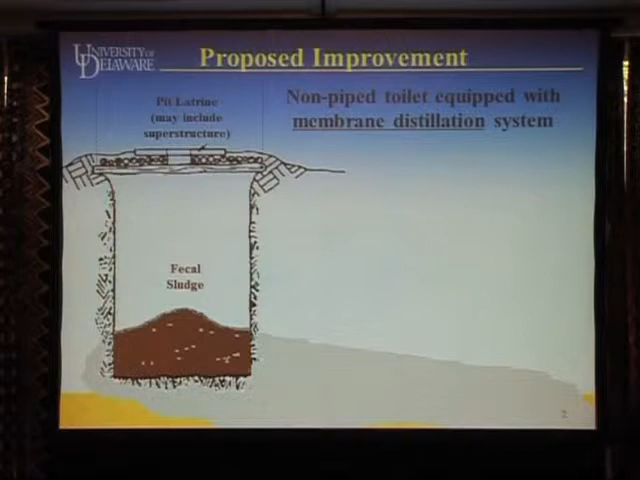 UNIVERSITY OF
DELAWARE
Proposed Improvement
Pit Latrine
(may include
superstructure)
Non-piped toilet equipped with
membrane distillation system
Fecal
Sludge
2